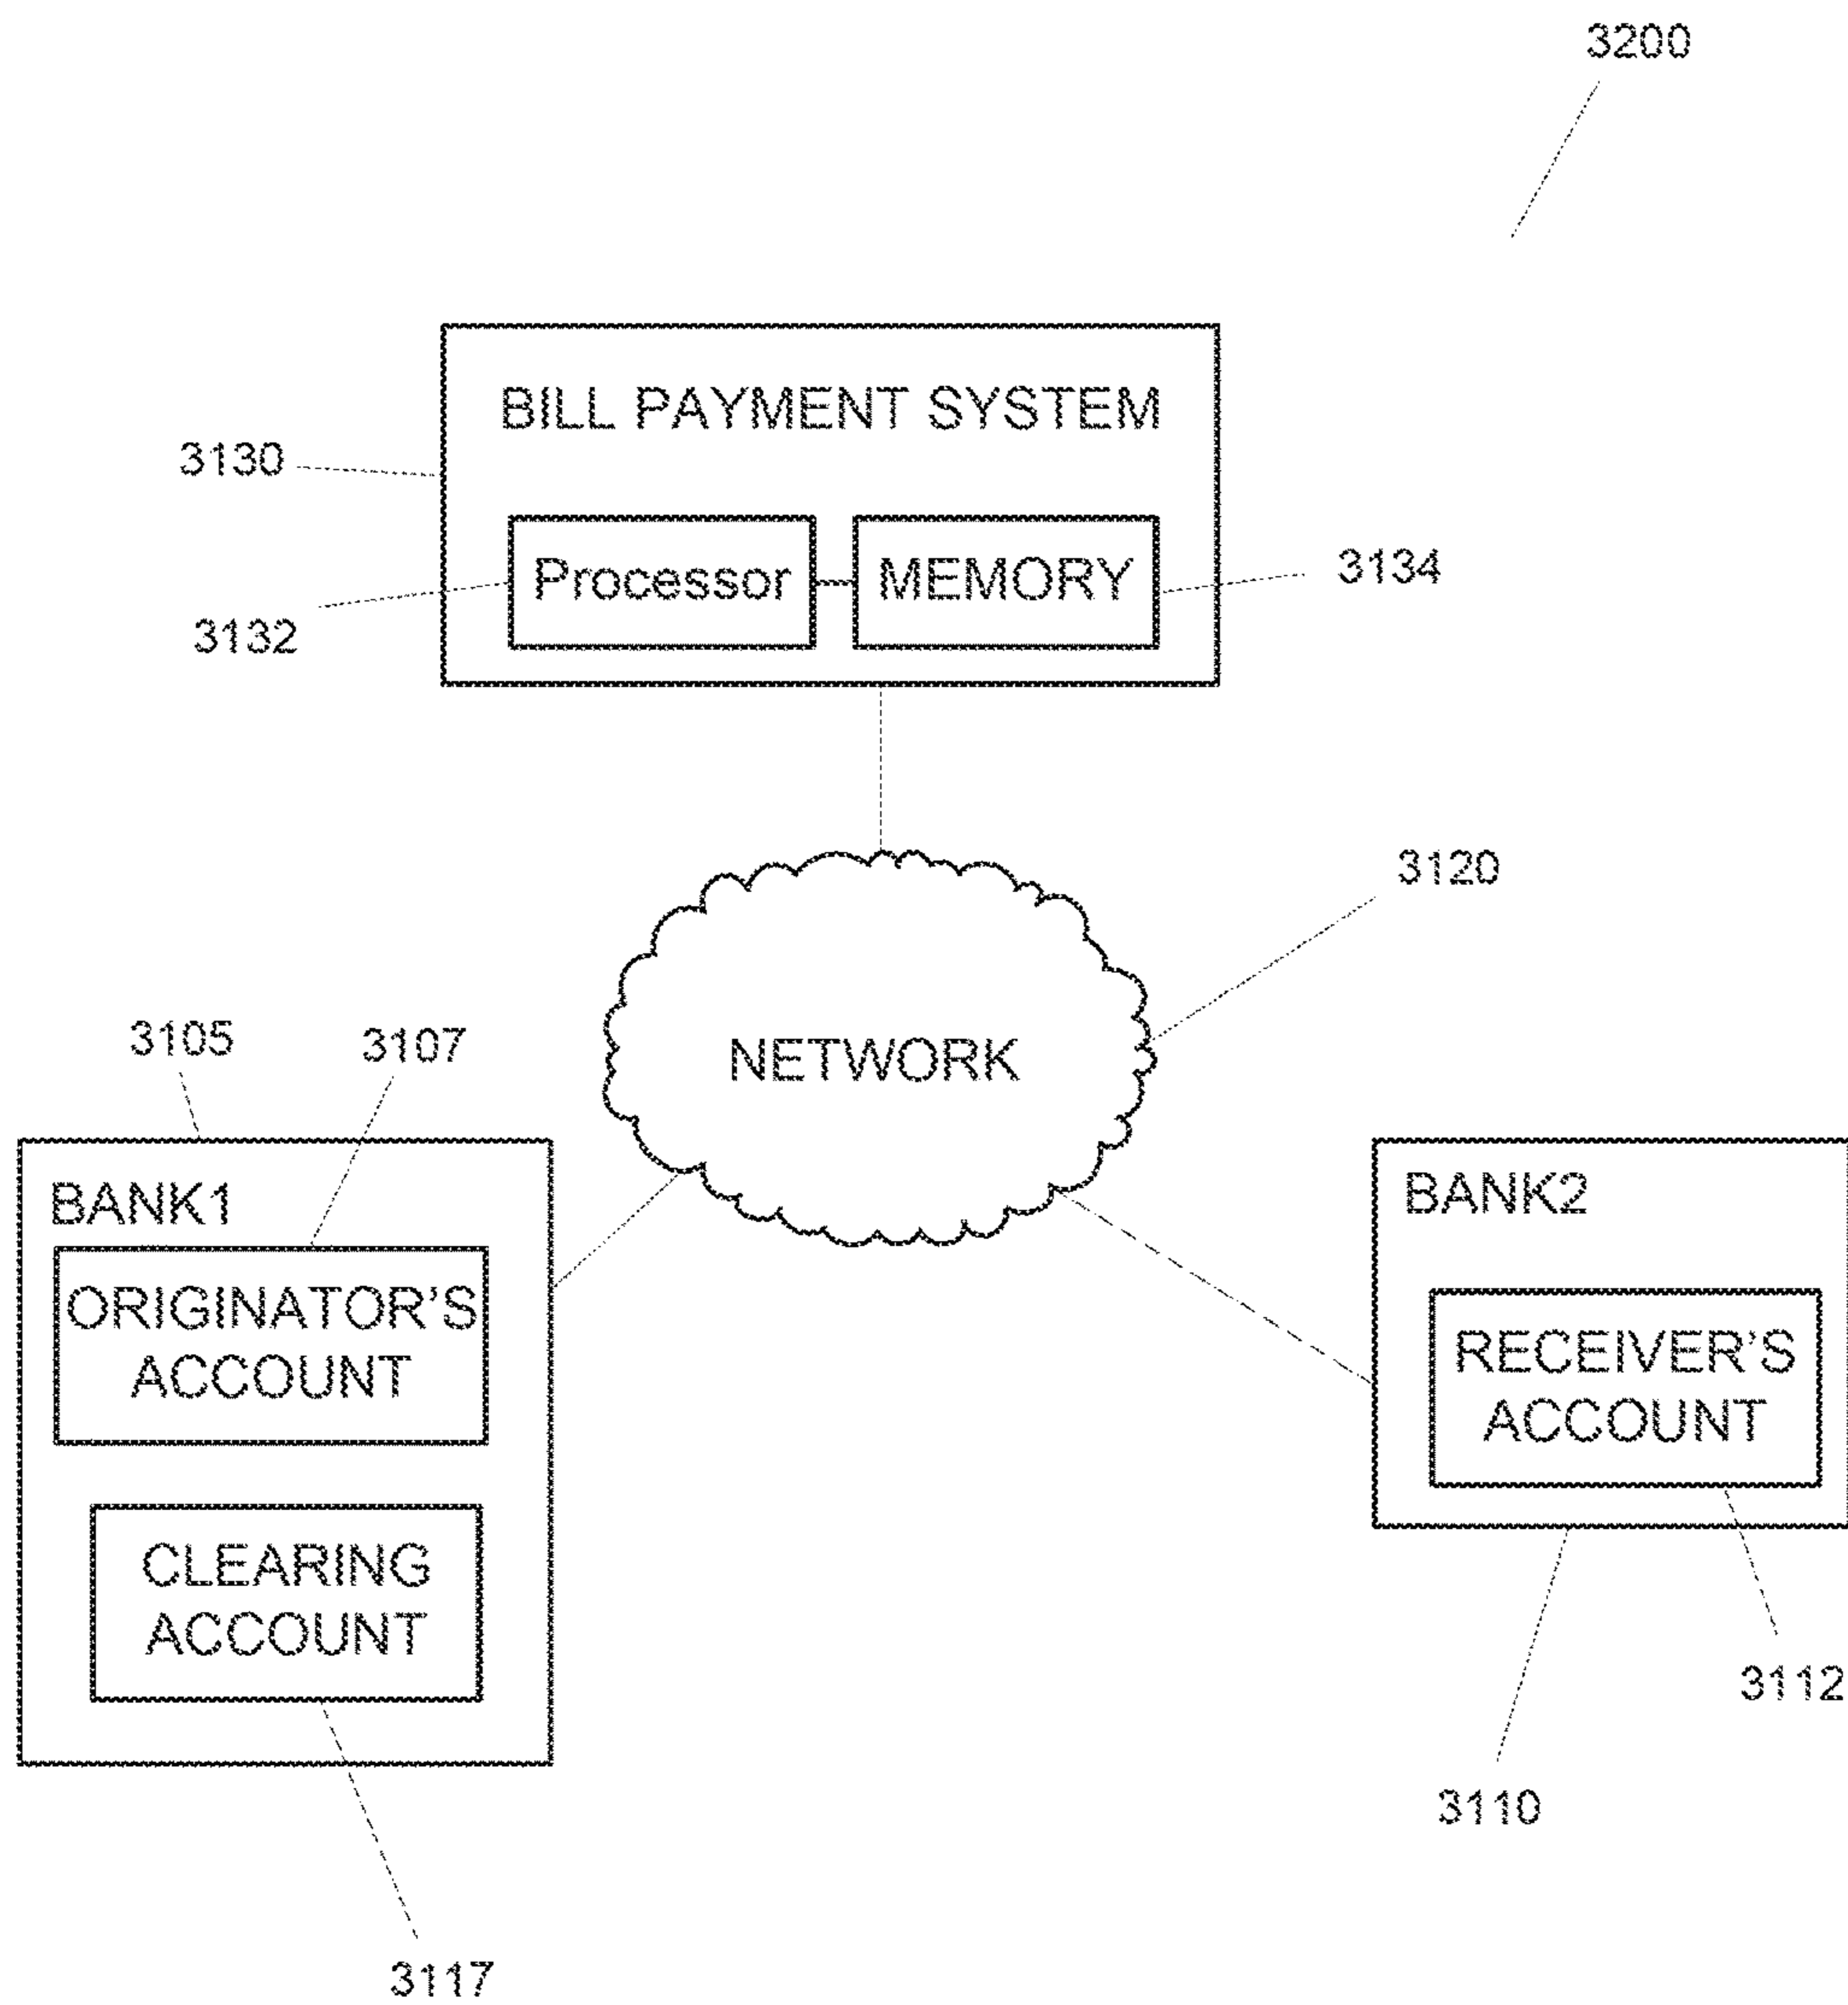 3200
BILL PAYMENT SYSTEM
3130
Processor
MEMORY
3134
3132
3120
NETWORK
3105
3107
BANK1
ORIGINATOR'S
ACCOUNT
CLEARING
ACCOUNT
BANK2
RECEIVER'S
ACCOUNT
3112
3110
3117